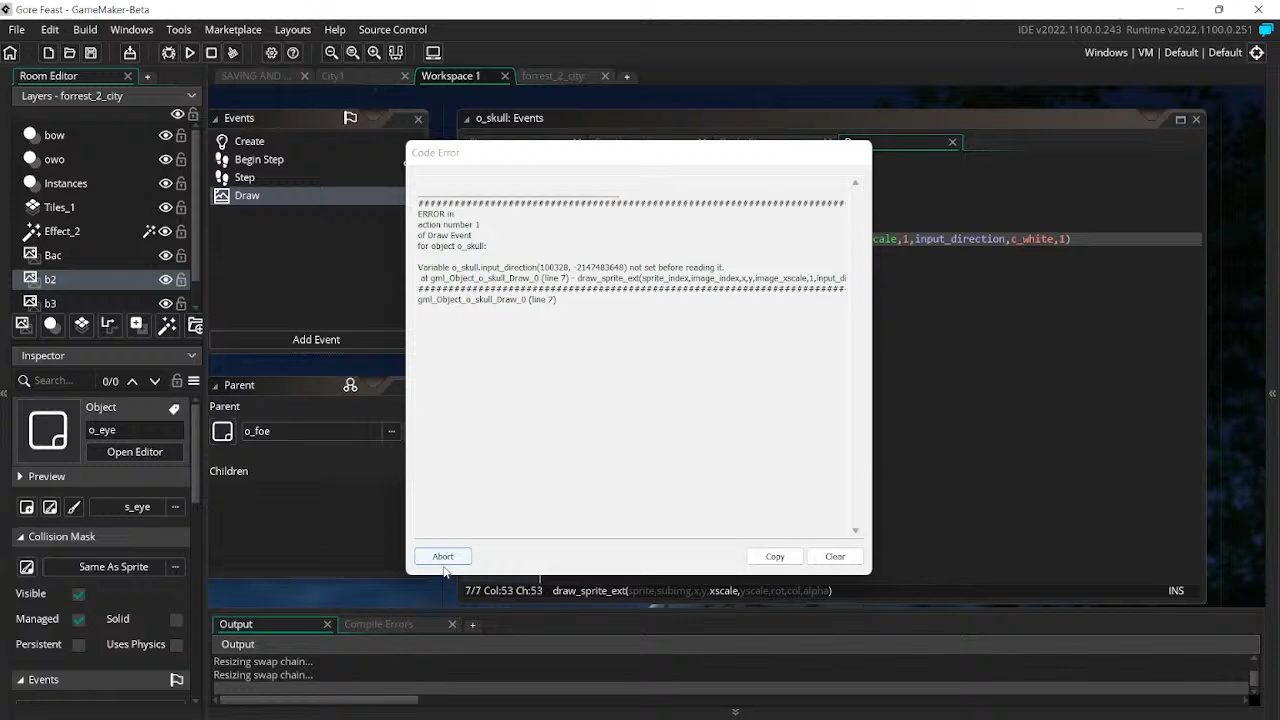 Gore Feast - GameMaker-Beta
File Edit Build Windows Tools Marketplace Layouts Help Source Control
IDE v2022.1100.0.243 Runtime v2022.1100.0.251
Windows | VM | Default | Default
Room Editor
SAVING AND ... City1 Workspace 1 forrest_2_city
Layers - forrest_2_city
bow
owo
Instances
Tiles_1
Effect_2
Bac
b2
b3
Inspector
Search... 0/0
Object
o_eye
Open Editor
Preview
s_eye
Collision Mask
Same As Sprite
Visible
Managed Solid
Persistent Uses Physics
Events
Events
Create
Begin Step
Step
Draw
Add Event
Parent
Parent
o_foe
Children
o_skull: Events
cale,1,input_direction,c_white,1)
Code Error
###########################################################################
ERROR in
action number 1
of Draw Event
for object o_skull:
Variable o_skull.input_direction(100328, -2147483648) not set before reading it.
at gml_Object_o_skull_Draw_0 (line 7) - draw_sprite_ext(sprite_index,image_index,x,y,image_xscale,1,input_di
###########################################################################
gml_Object_o_skull_Draw_0 (line 7)
Abort Copy Clear
7/7 Col:53 Ch:53 draw_sprite_ext(sprite,subimg,x,y,xscale,yscale,rot,col,alpha) INS
Output Compile Errors
Output
Resizing swap chain...
Resizing swap chain...